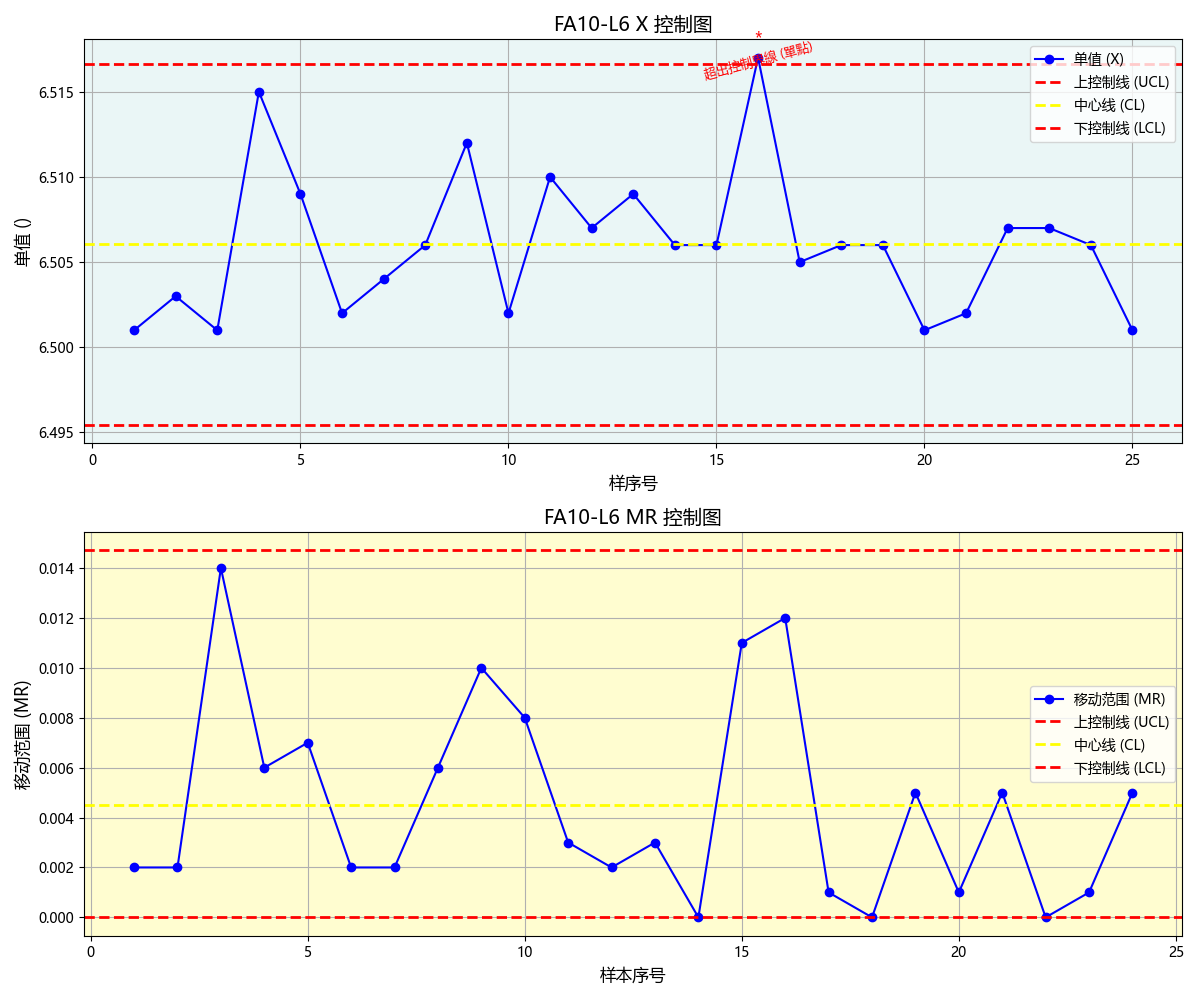 FA10-L6 X 控制图
*
超出控制界線 (單點)
单值 (X)
上控制线 (UCL)
中心线 (CL)
下控制线 (LCL)
单值 ()
6.515
6.510
6.505
6.500
6.495
0 5 10 15 20 25
样序号
FA10-L6 MR 控制图
移动范围 (MR)
上控制线 (UCL)
中心线 (CL)
下控制线 (LCL)
移动范围 (MR)
0.014
0.012
0.010
0.008
0.006
0.004
0.002
0.000
0 5 10 15 20 25
样本序号